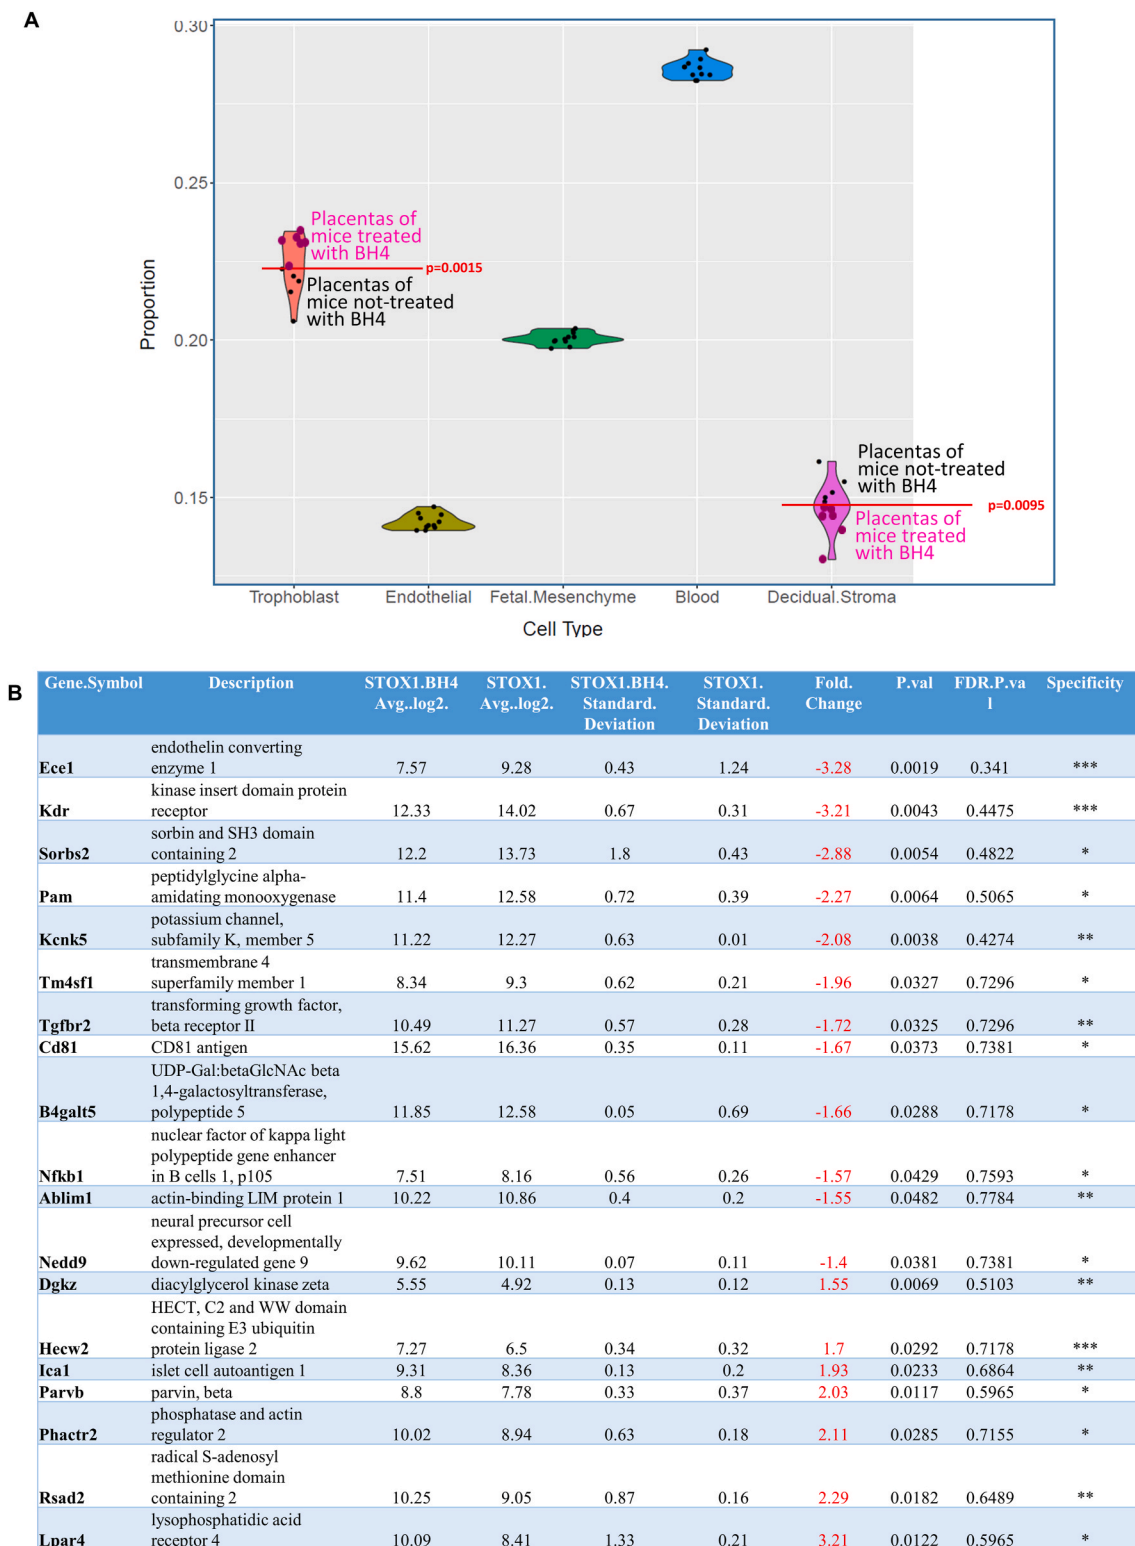 A
0.30
0.25
0.20
0.15
Proportion
Placentas of
mice treated
with BH4
p=0.0015
Placentas of
mice not-treated
with BH4
Placentas of
mice not-treated
with BH4
p=0.0095
Placentas of
mice treated
with BH4
Trophoblast Endothelial Fetal.Mesenchyme Blood Decidual.Stroma
Cell Type
B
Gene.Symbol Description STOX1.BH4 STOX1. STOX1.BH4. STOX1. Fold. P.val FDR.P.va Specificity
Avg..log2. Avg..log2. Standard. Standard. Change l
Deviation Deviation
endothelin converting
Ece1 enzyme 1 7.57 9.28 0.43 1.24 -3.28 0.0019 0.341 ***
kinase insert domain protein
Kdr receptor 12.33 14.02 0.67 0.31 -3.21 0.0043 0.4475 ***
sorbin and SH3 domain
Sorbs2 containing 2 12.2 13.73 1.8 0.43 -2.88 0.0054 0.4822 *
peptidylglycine alpha-
Pam amidating monooxygenase 11.4 12.58 0.72 0.39 -2.27 0.0064 0.5065 *
potassium channel,
Kcnk5 subfamily K, member 5 11.22 12.27 0.63 0.01 -2.08 0.0038 0.4274 **
transmembrane 4
Tm4sf1 superfamily member 1 8.34 9.3 0.62 0.21 -1.96 0.0327 0.7296 *
transforming growth factor,
Tgfbr2 beta receptor II 10.49 11.27 0.57 0.28 -1.72 0.0325 0.7296 **
Cd81 CD81 antigen 15.62 16.36 0.35 0.11 -1.67 0.0373 0.7381 *
UDP-Gal:betaGlcNAc beta
1,4-galactosyltransferase,
B4galt5 polypeptide 5 11.85 12.58 0.05 0.69 -1.66 0.0288 0.7178 *
nuclear factor of kappa light
polypeptide gene enhancer
Nfkb1 in B cells 1, p105 7.51 8.16 0.56 0.26 -1.57 0.0429 0.7593 *
Ablim1 actin-binding LIM protein 1 10.22 10.86 0.4 0.2 -1.55 0.0482 0.7784 **
neural precursor cell
expressed, developmentally
Nedd9 down-regulated gene 9 9.62 10.11 0.07 0.11 -1.4 0.0381 0.7381 *
Dgkz diacylglycerol kinase zeta 5.55 4.92 0.13 0.12 1.55 0.0069 0.5103 **
HECT, C2 and WW domain
containing E3 ubiquitin
Hecw2 protein ligase 2 7.27 6.5 0.34 0.32 1.7 0.0292 0.7178 ***
Ica1 islet cell autoantigen 1 9.31 8.36 0.13 0.2 1.93 0.0233 0.6864 **
Parvb parvin, beta 8.8 7.78 0.33 0.37 2.03 0.0117 0.5965 *
phosphatase and actin
Phactr2 regulator 2 10.02 8.94 0.63 0.18 2.11 0.0285 0.7155 *
radical S-adenosyl
methionine domain
Rsad2 containing 2 10.25 9.05 0.87 0.16 2.29 0.0182 0.6489 **
lysophosphatidic acid
Lpar4 receptor 4 10.09 8.41 1.33 0.21 3.21 0.0122 0.5965 *